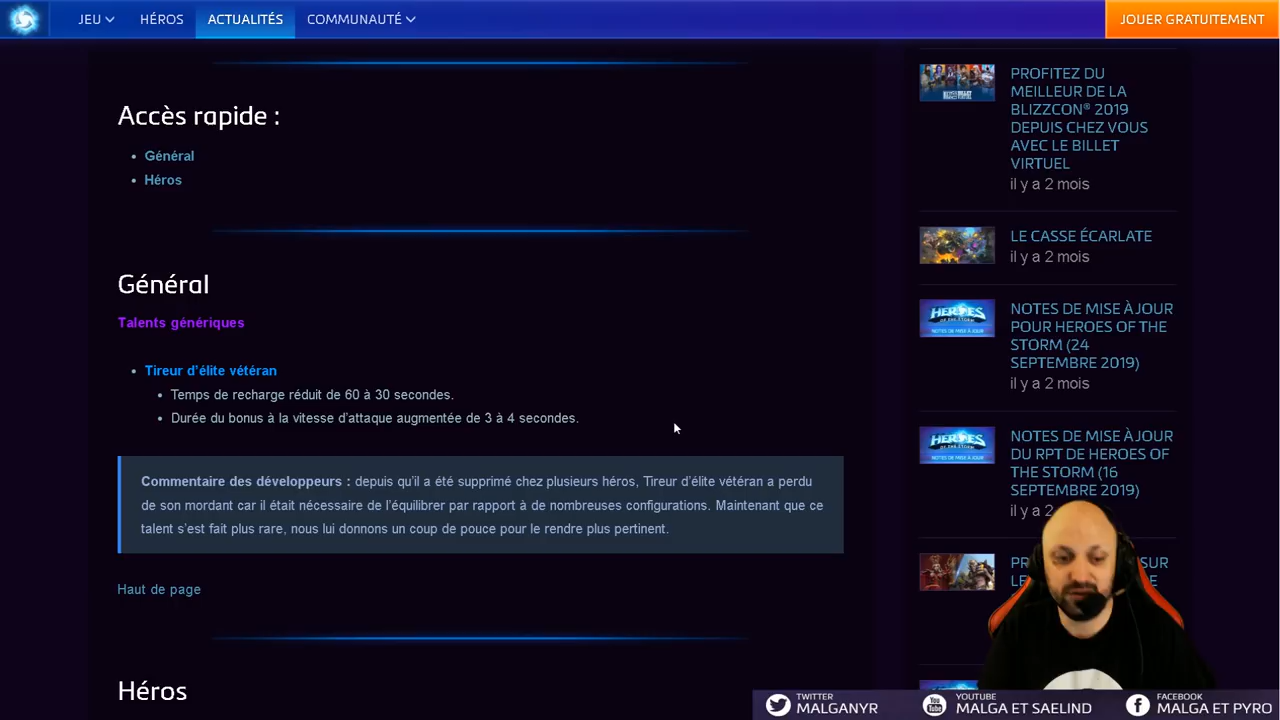 JEU
HÉROS
ACTUALITÉS
COMMUNAUTÉ
JOUER GRATUITEMENT
Accès rapide :
Général
Héros
Général
Talents génériques
Tireur d'élite vétéran
Temps de recharge réduit de 60 à 30 secondes.
Durée du bonus à la vitesse d'attaque augmentée de 3 à 4 secondes.
Commentaire des développeurs : depuis qu'il a été supprimé chez plusieurs héros, Tireur d'élite vétéran a perdu
de son mordant car il était nécessaire de l'équilibrer par rapport à de nombreuses configurations. Maintenant que ce
talent s'est fait plus rare, nous lui donnons un coup de pouce pour le rendre plus pertinent.
Haut de page
Héros
PROFITEZ DU
MEILLEUR DE LA
BLIZZCON® 2019
DEPUIS CHEZ VOUS
AVEC LE BILLET
VIRTUEL
il y a 2 mois
LE CASSE ÉCARLATE
il y a 2 mois
HEROES
NOTES DE MISE À JOUR
POUR HEROES OF THE
STORM (24
SEPTEMBRE 2019)
il y a 2 mois
HEROES
NOTES DE MISE À JOUR
DU RPT DE HEROES OF
THE STORM (16
SEPTEMBRE 2019)
il y a 2
SUR
TWITTER
MALGANYR
YOUTUBE
MALGA ET SAELIND
FACEBOOK
MALGA ET PYRO